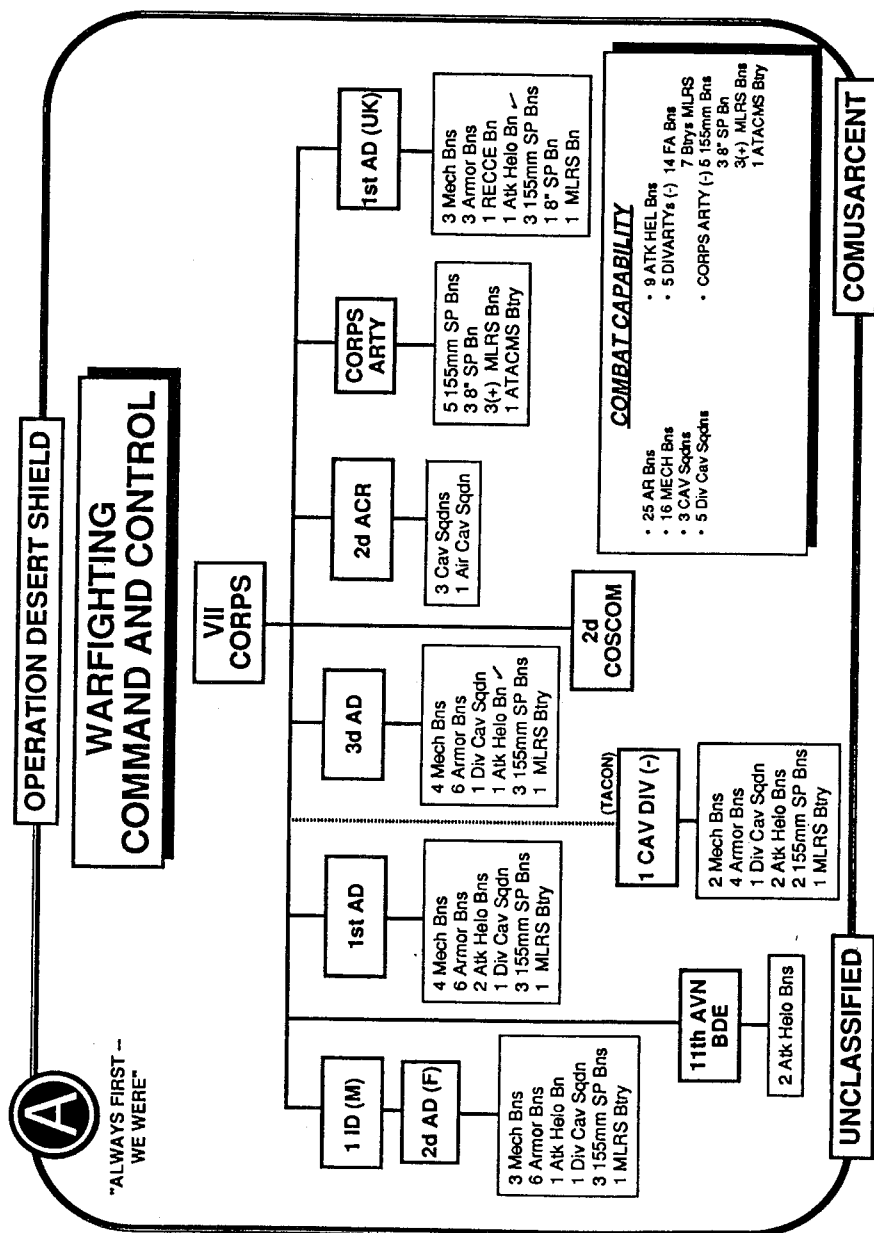 OPERATION DESERT SHIELD
A
"ALWAYS FIRST --
WE WERE"
WARFIGHTING
COMMAND AND CONTROL
VII
CORPS
1 ID (M)
2d AD (F)
3 Mech Bns
6 Armor Bns
1 Atk Helo Bn
1 Div Cav Sqdn
3 155mm SP Bns
1 MLRS Btry
1st AD
4 Mech Bns
6 Armor Bns
2 Atk Helo Bns
1 Div Cav Sqdn
3 155mm SP Bns
1 MLRS Btry
3d AD
4 Mech Bns
6 Armor Bns
1 Div Cav Sqdn
1 Atk Helo Bn ✓
3 155mm SP Bns
1 MLRS Btry
2d ACR
3 Cav Sqdns
1 Air Cav Sqdn
CORPS
ARTY
5 155mm SP Bns
3 8" SP Bn
3(+) MLRS Bns
1 ATACMS Btry
1st AD (UK)
3 Mech Bns
3 Armor Bns
1 RECCE Bn
1 Atk Helo Bn ✓
3 155mm SP Bns
1 8" SP Bn
1 MLRS Bn
11th AVN
BDE
2 Atk Helo Bns
(TACON)
1 CAV DIV (-)
2 Mech Bns
4 Armor Bns
1 Div Cav Sqdn
2 Atk Helo Bns
2 155mm SP Bns
1 MLRS Btry
2d
COSCOM
COMBAT CAPABILITY
• 25 AR Bns
• 16 MECH Bns
• 3 CAV Sqdns
• 5 Div Cav Sqdns
• 9 ATK HEL Bns
• 5 DIVARTYs (-) 14 FA Bns
7 Btrys MLRS
• CORPS ARTY (-) 5 155mm Bns
3 8" SP Bn
3(+) MLRS Bns
1 ATACMS Btry
UNCLASSIFIED
COMUSARCENT